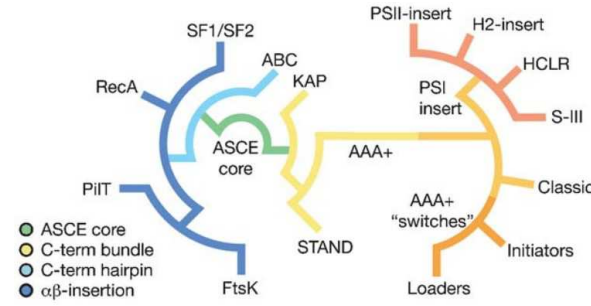 PSII-insert
H2-insert
SF1/SF2
ABC
HCLR
RecA
KAP
PSI
insert
S-III
ASCE
core
AAA+
PilT
Classic
AAA+
“switches”
ASCE core
C-term bundle
STAND
Initiators
C-term hairpin
αβ-insertion
FtsK
Loaders